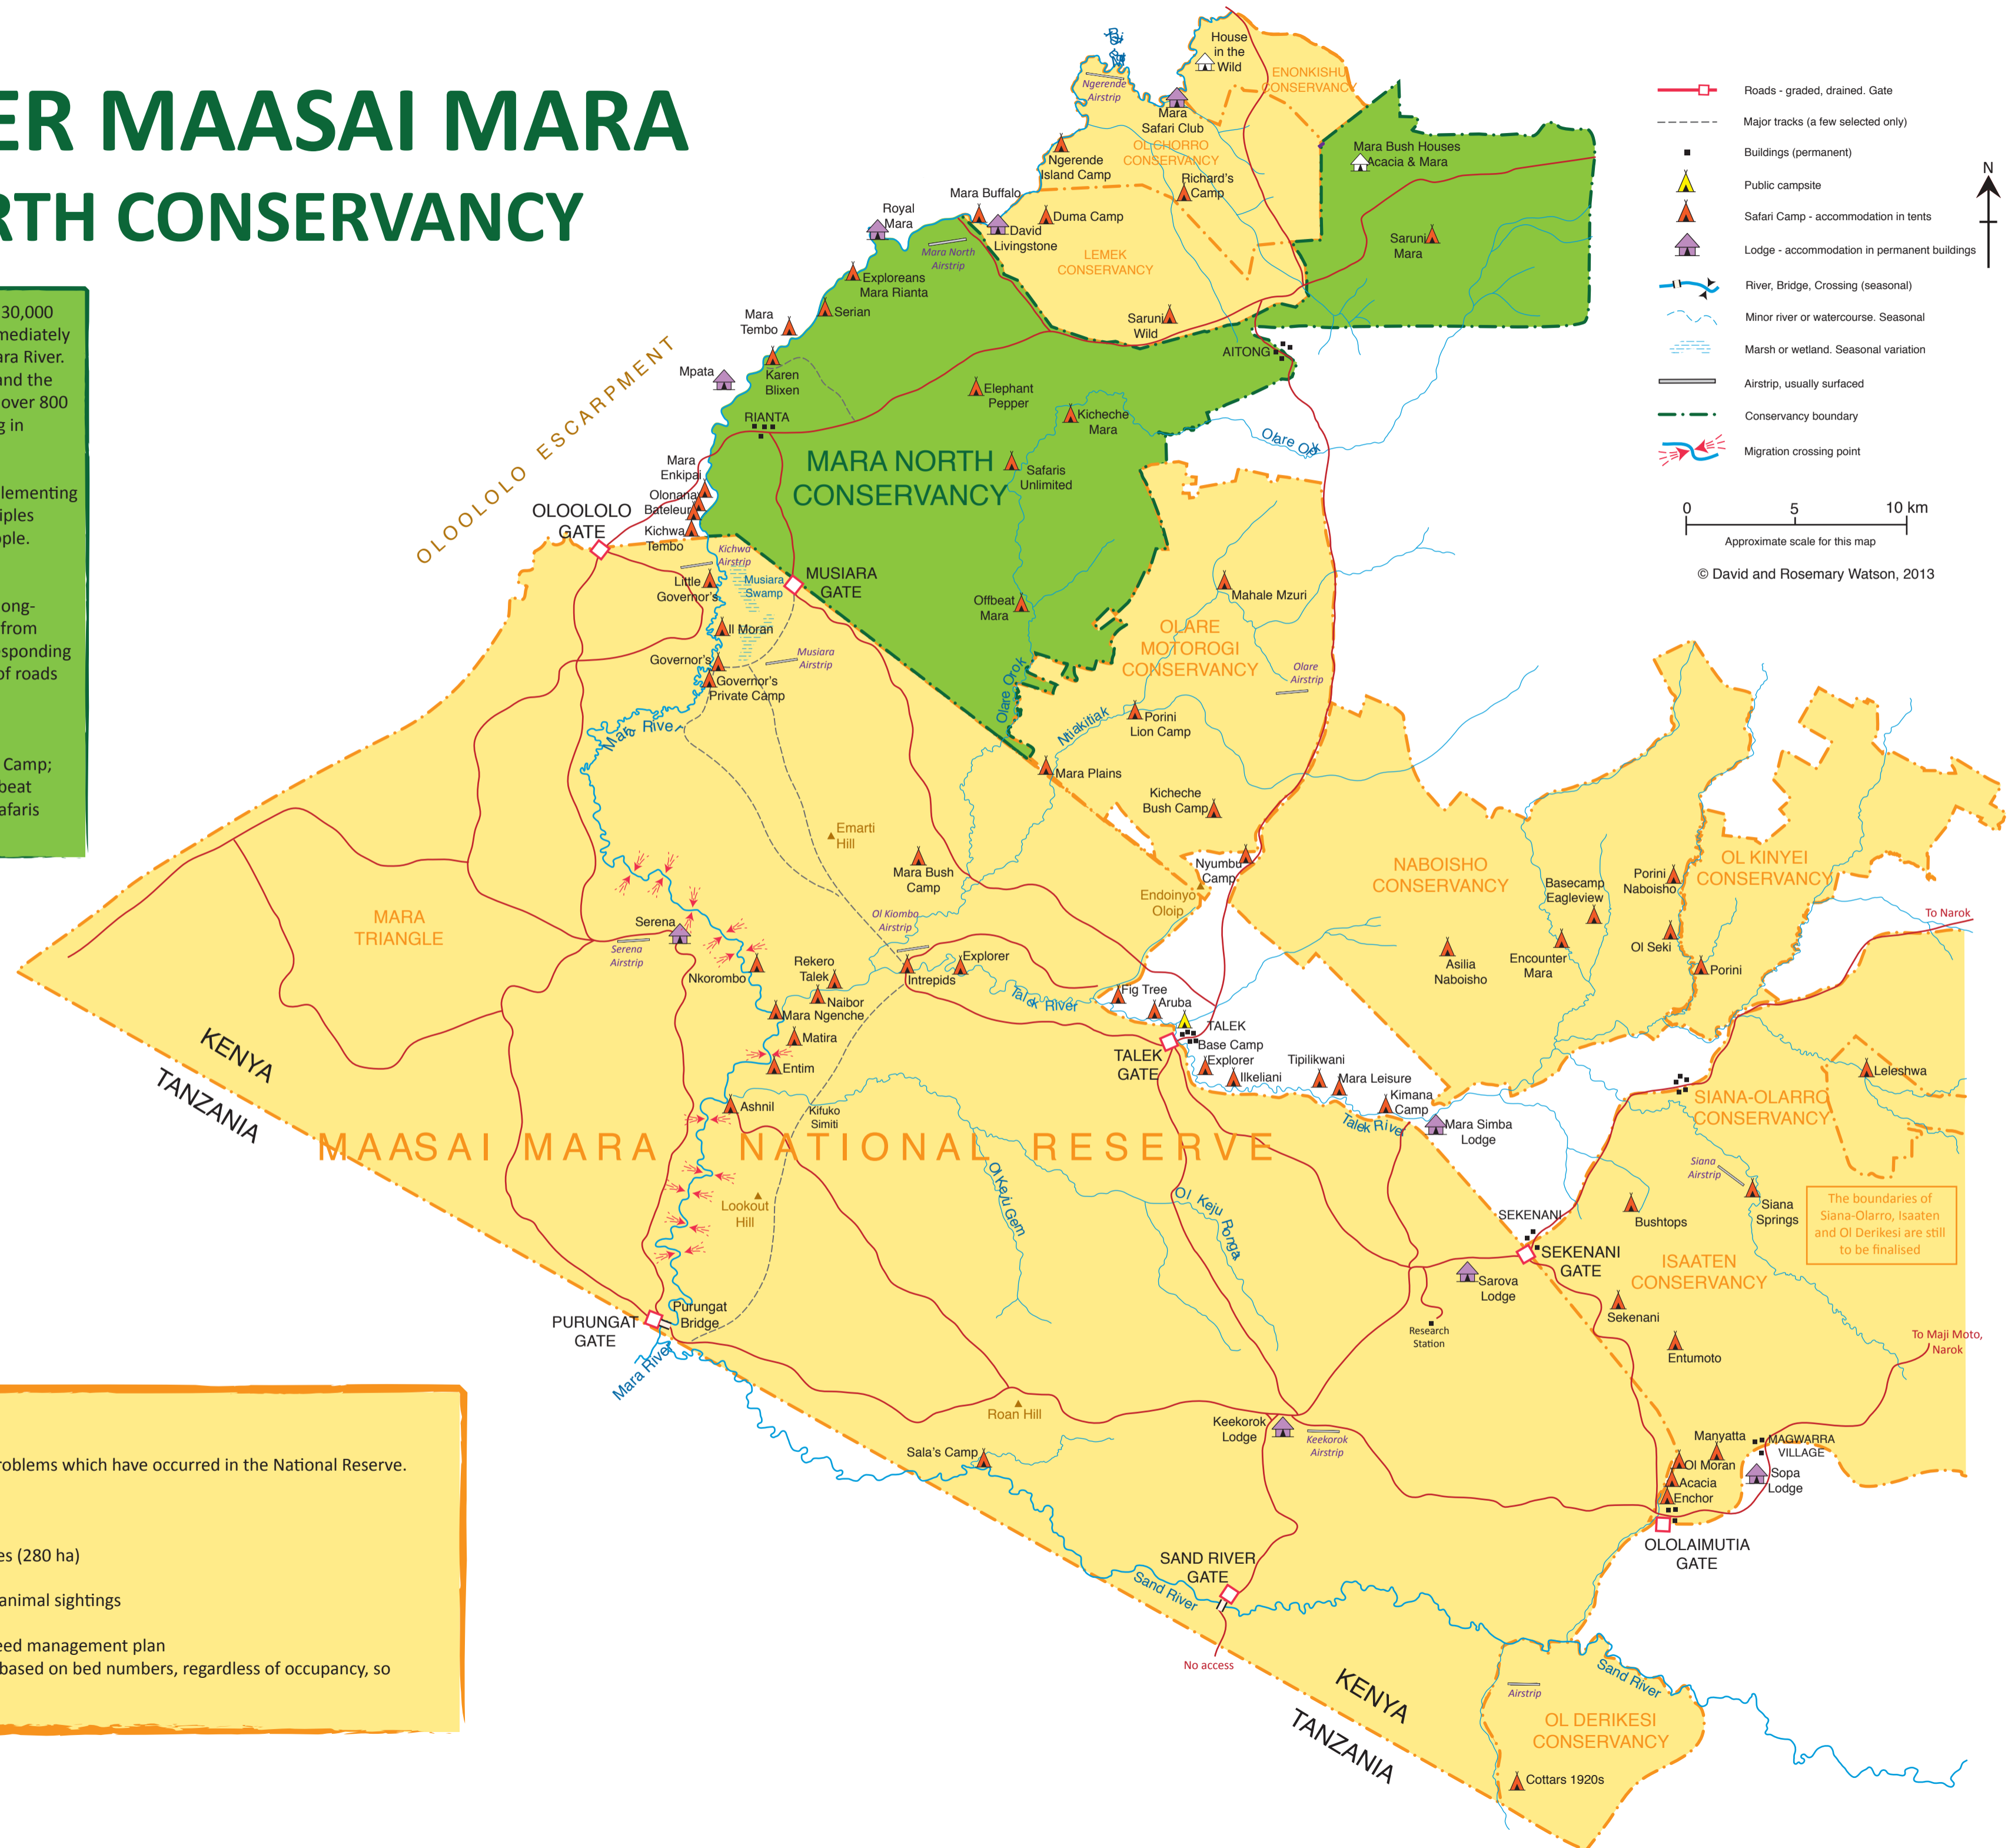 ER MAASAI MARA
RTH CONSERVANCY
30,000
mediately
ara River.
and the
over 800
g in
lementing
iples
ople.
ong-
from
sponding
of roads
Camp;
beat
afaris
roblems which have occurred in the National Reserve.
es (280 ha)
animal sightings
eed management plan
based on bed numbers, regardless of occupancy, so
Roads - graded, drained. Gate
Major tracks (a few selected only)
Buildings (permanent)
Public campsite
Safari Camp - accommodation in tents
Lodge - accommodation in permanent buildings
River, Bridge, Crossing (seasonal)
Minor river or watercourse. Seasonal
Marsh or wetland. Seasonal variation
Airstrip, usually surfaced
Conservancy boundary
Migration crossing point
N
0 5 10 km
Approximate scale for this map
© David and Rosemary Watson, 2013
House
in the
Wild
ENONKISHU
CONSERVANCY
Ngerende
Airstrip
Mara
Safari Club
OLCHORRO
CONSERVANCY
Ngerende
Island Camp
Richard's
Camp
Mara Bush Houses
Acacia & Mara
Mara Buffalo
Royal
Mara
David
Livingstone
Duma Camp
Mara North
Airstrip
LEMEK
CONSERVANCY
Saruni
Mara
Exploreans
Mara Rianta
Serian
Mara
Tembo
Saruni
Wild
AITONG
Mpata
Karen
Blixen
Elephant
Pepper
Kicheche
Mara
RIANTA
OLOOLOLO ESCARPMENT
MARA NORTH
CONSERVANCY
Safaris
Unlimited
Mara
Enkipai
Olonana
Bateleur
Kichwa
Tembo
OLOOLOLO
GATE
Kichwa
Airstrip
Little
Governor's
Musiara
Swamp
MUSIARA
GATE
Il Moran
Governor's
Governor's
Private Camp
Musiara
Airstrip
Mara River
Offbeat
Mara
Olare Orok
Mahale Mzuri
OLARE
MOTOROGI
CONSERVANCY
Olare
Airstrip
Ntiakitiak
Porini
Lion Camp
Mara Plains
Kicheche
Bush Camp
Nyumbu
Camp
Endoinyo
Oloip
Emarti
Hill
Mara Bush
Camp
MARA
TRIANGLE
Serena
Serena
Airstrip
Nkorombo
Ol Kiombo
Airstrip
Rekero
Talek
Naibor
Mara Ngenche
Matira
Entim
Intrepids
Explorer
Talek River
Fig Tree
Aruba
TALEK
TALEK
GATE
Base Camp
Explorer
Ilkeliani
Tipilikwani
Mara Leisure
Kimana
Camp
Talek River
Mara Simba
Lodge
NABOISHO
CONSERVANCY
Asilia
Naboisho
Encounter
Mara
Basecamp
Eagleview
Porini
Naboisho
Ol Seki
OL KINYEI
CONSERVANCY
Porini
To Narok
Leleshwa
SIANA-OLARRO
CONSERVANCY
Siana
Airstrip
Siana
Springs
Bushtops
The boundaries of
Siana-Olarro, Isaaten
and Ol Derikesi are still
to be finalised
ISAATEN
CONSERVANCY
SEKENANI
SEKENANI
GATE
Sarova
Lodge
Sekenani
Entumoto
Research
Station
To Maji Moto,
Narok
KENYA
TANZANIA
MAASAI MARA NATIONAL RESERVE
Ashnil
Kifuko
Simiti
Lookout
Hill
Ol Keju Gem
Ol Keju Ronga
PURUNGAT
GATE
Purungat
Bridge
Mara River
Roan Hill
Sala's Camp
Keekorok
Lodge
Keekorok
Airstrip
Manyatta
MAGWARRA
VILLAGE
Ol Moran
Acacia
Enchor
Sopa
Lodge
OLOLAIMUTIA
GATE
SAND RIVER
GATE
Sand River
No access
Sand River
KENYA
TANZANIA
Airstrip
OL DERIKESI
CONSERVANCY
Cottars 1920s